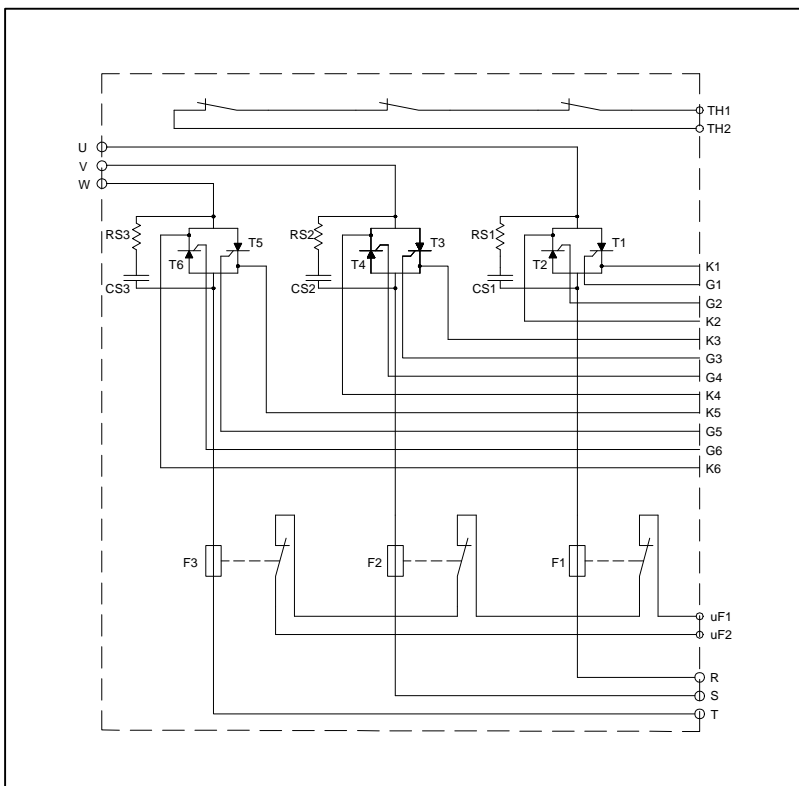 TH1
TH2
U
V
W
RS3
T5
T6
CS3
RS2
T3
T4
CS2
RS1
T1
T2
CS1
K1
G1
G2
K2
K3
G3
G4
K4
K5
G5
G6
K6
F3
F2
F1
uF1
uF2
R
S
T